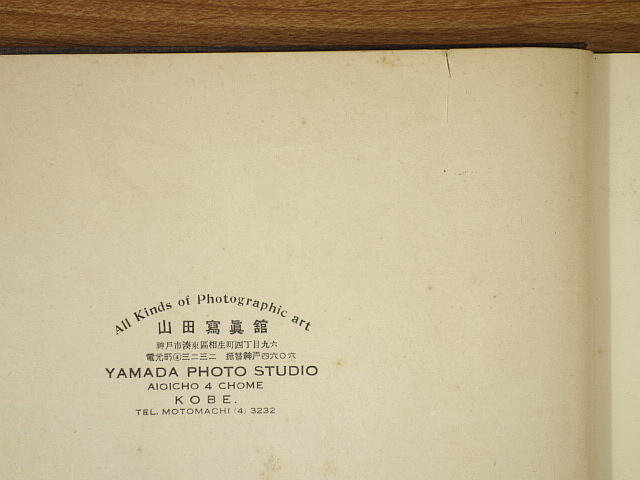 All Kinds of Photographic art
山田寫眞舘
神戸市湊東區相生町四丁目九六
電元町④三二三二 振替神戸四六〇六
YAMADA PHOTO STUDIO
AIOICHO 4 CHOME
KOBE.
TEL. MOTOMACHI (4) 3232